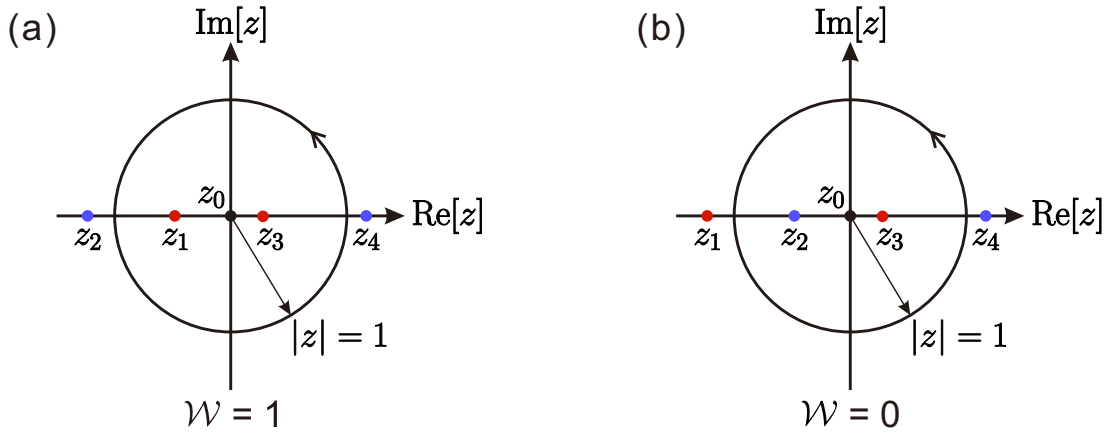 (a)
Im[z]
z₀
Re[z]
z₂
z₁
z₃
z₄
|z| = 1
𝒲 = 1
(b)
Im[z]
z₀
Re[z]
z₁
z₂
z₃
z₄
|z| = 1
𝒲 = 0